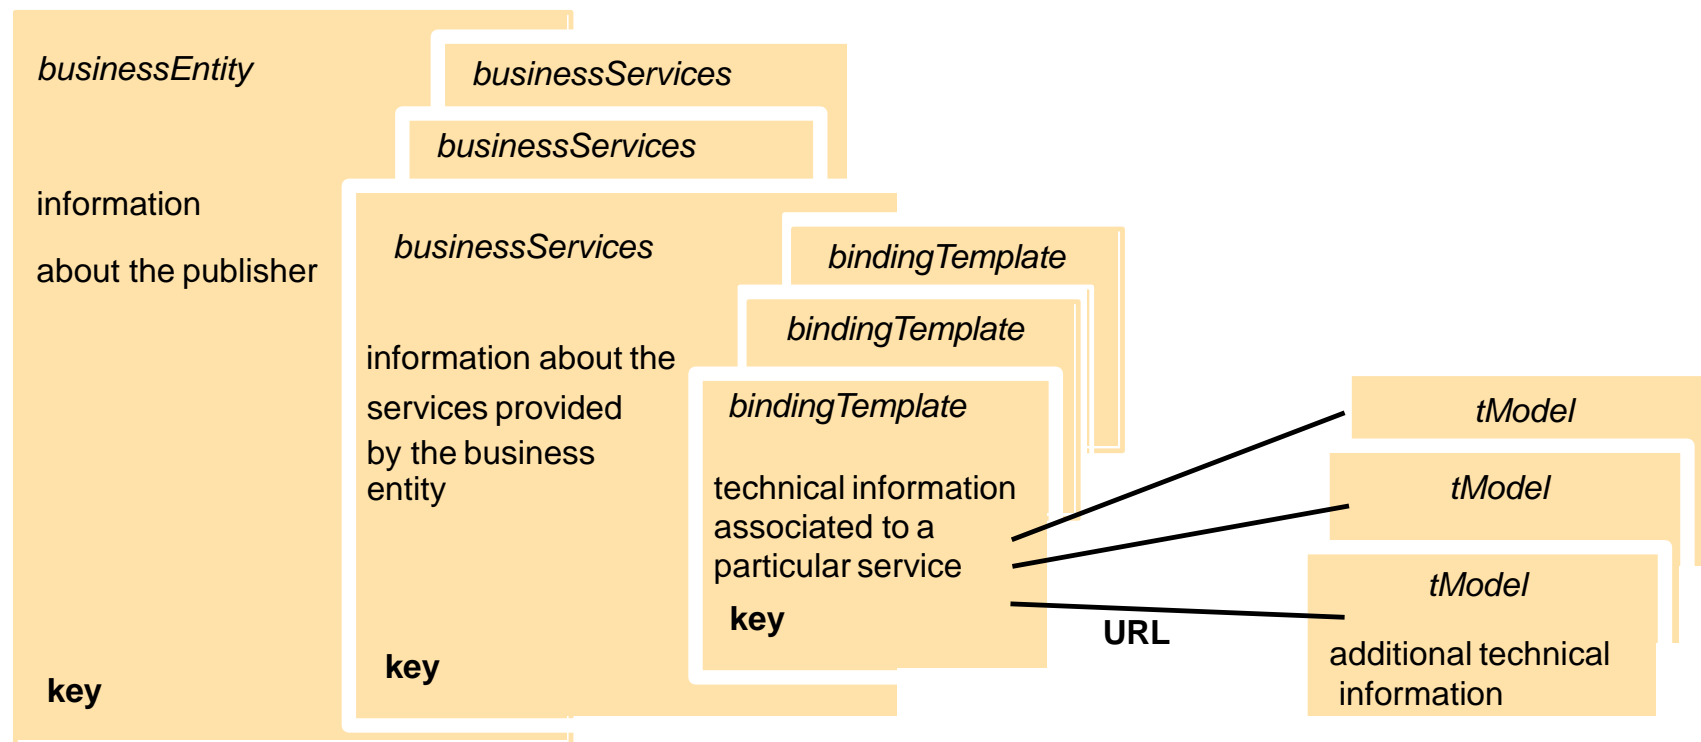 businessEntity
information
about the publisher
key
businessServices
businessServices
businessServices
information about the
services provided
by the business
entity
key
bindingTemplate
bindingTemplate
bindingTemplate
technical information
associated to a
particular service
key
URL
tModel
tModel
tModel
additional technical
information